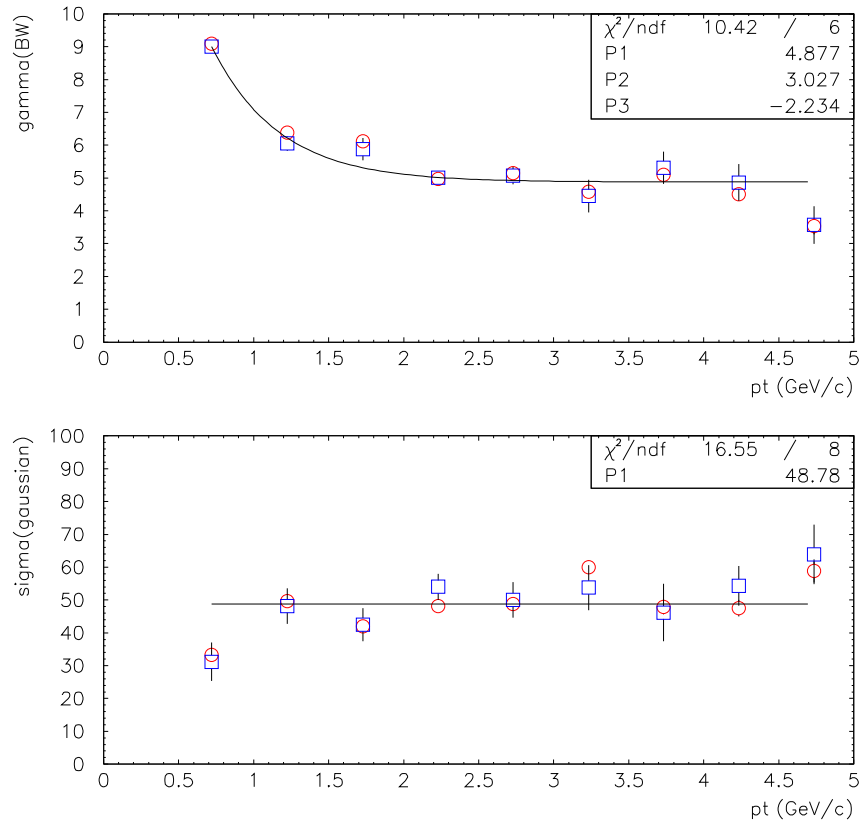 gamma(BW)
10
9
8
7
6
5
4
3
2
1
0
χ²/ndf 10.42 / 6
P1 4.877
P2 3.027
P3 −2.234
0 0.5 1 1.5 2 2.5 3 3.5 4 4.5 5
pt (GeV/c)
sigma(gaussian)
100
90
80
70
60
50
40
30
20
10
0
χ²/ndf 16.55 / 8
P1 48.78
0 0.5 1 1.5 2 2.5 3 3.5 4 4.5 5
pt (GeV/c)